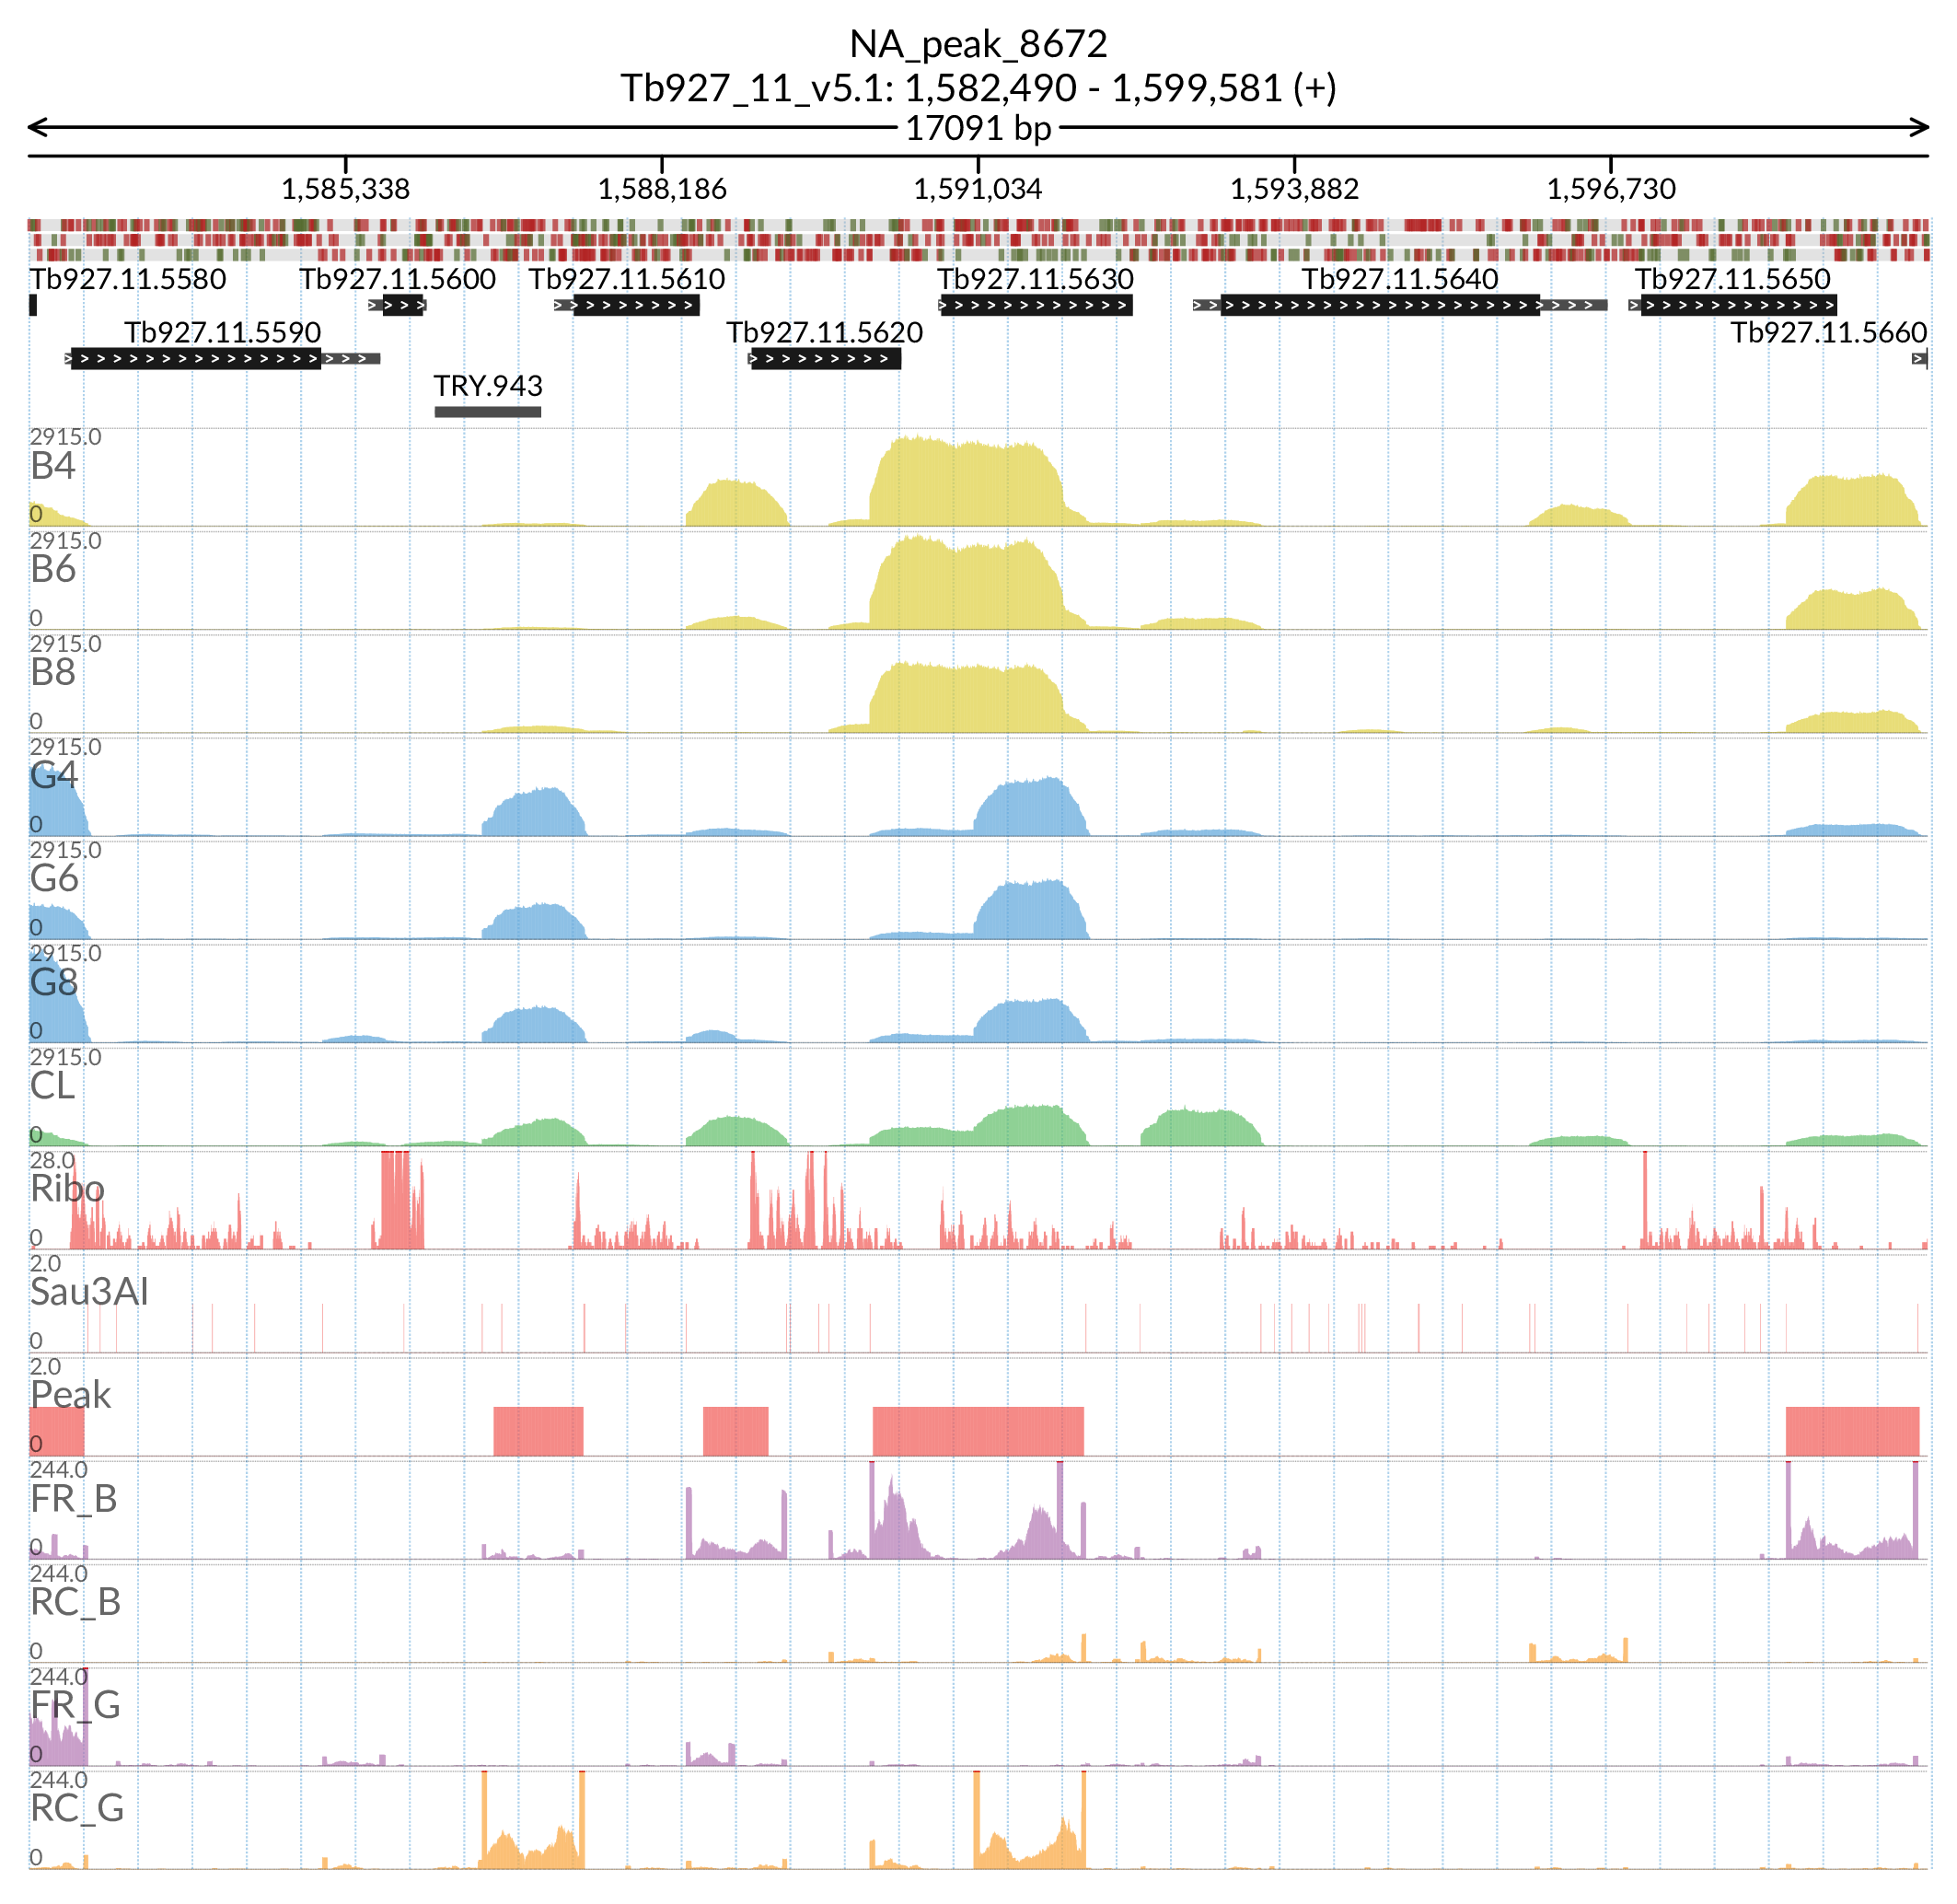 NA_peak_8672
Tb927_11_v5.1: 1,582,490 - 1,599,581 (+)
17091 bp
1,585,338 1,588,186 1,591,034 1,593,882 1,596,730
Tb927.11.5580 Tb927.11.5600 Tb927.11.5610 Tb927.11.5630 Tb927.11.5640 Tb927.11.5650
Tb927.11.5590 Tb927.11.5620 Tb927.11.5660
TRY.943
2915.0
B4
0
2915.0
B6
0
2915.0
B8
0
2915.0
G4
0
2915.0
G6
0
2915.0
G8
0
2915.0
CL
0
28.0
Ribo
0
2.0
Sau3AI
0
2.0
Peak
0
244.0
FR_B
0
244.0
RC_B
0
244.0
FR_G
0
244.0
RC_G
0